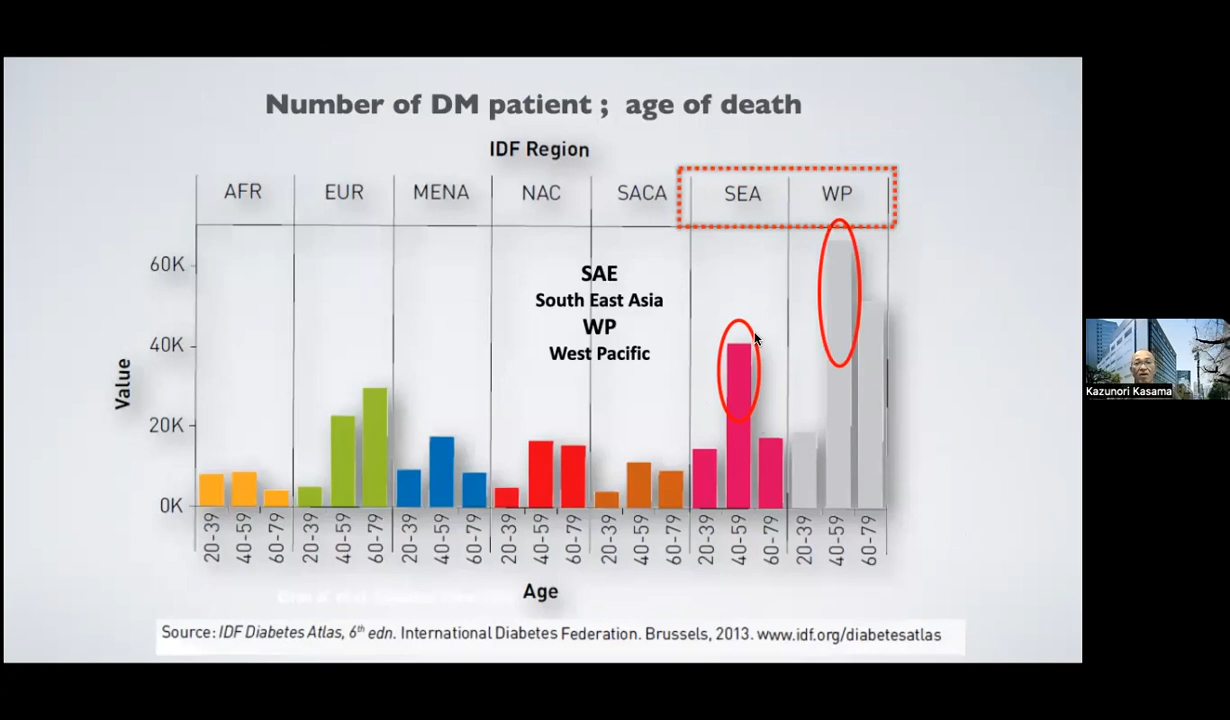 Number of DM patient ; age of death
IDF Region
AFR EUR MENA NAC SACA SEA WP
60K
40K
20K
0K
Value
SAE
South East Asia
WP
West Pacific
20-39 40-59 60-79 20-39 40-59 60-79 20-39 40-59 60-79 20-39 40-59 60-79 20-39 40-59 60-79 20-39 40-59 60-79 20-39 40-59 60-79
Age
Source: IDF Diabetes Atlas, 6th edn. International Diabetes Federation. Brussels, 2013. www.idf.org/diabetesatlas
Kazunori Kasama